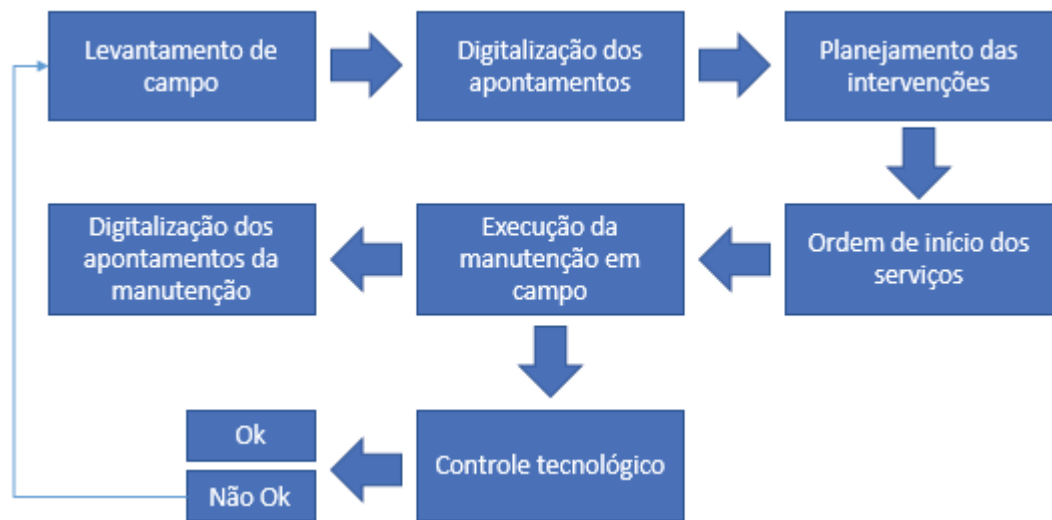 Levantamento de
campo
Digitalização dos
apontamentos
Planejamento das
intervenções
Digitalização dos
apontamentos da
manutenção
Execução da
manutenção em
campo
Ordem de início dos
serviços
Ok
Não Ok
Controle tecnológico